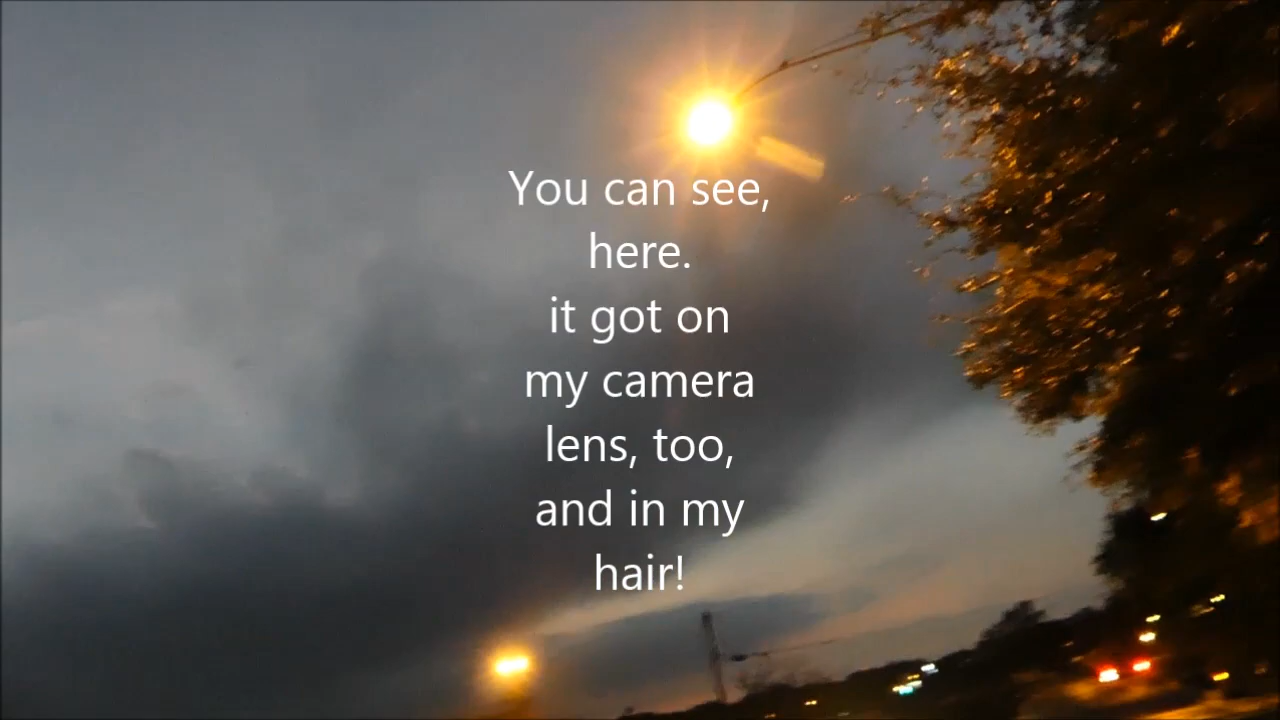 You can see,
here.
it got on
my camera
lens, too,
and in my
hair!